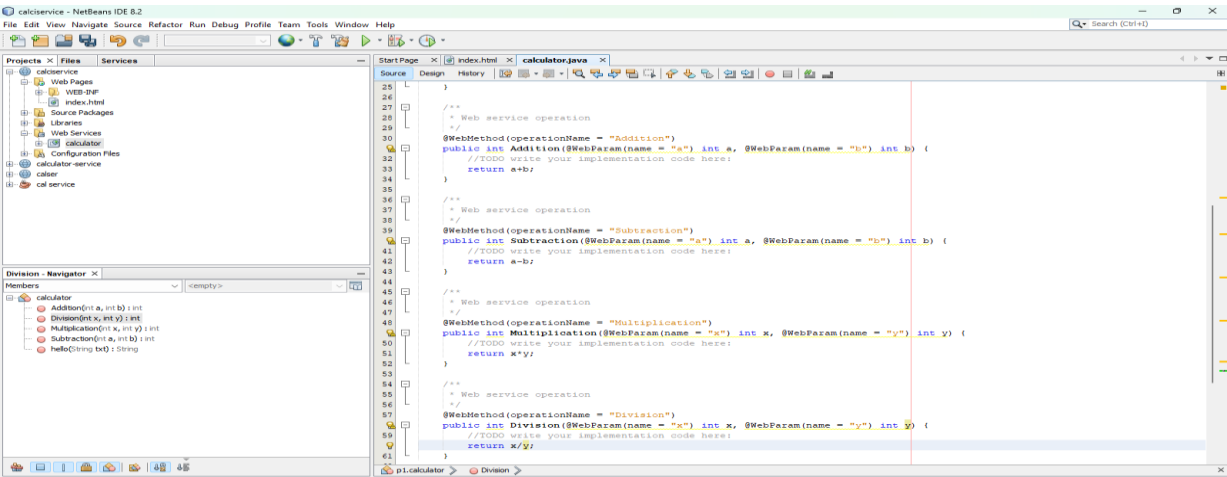 calciservice - NetBeans IDE 8.2
File Edit View Navigate Source Refactor Run Debug Profile Team Tools Window Help
Search (Ctrl+I)
Projects Files Services
calciservice
Web Pages
WEB-INF
index.html
Source Packages
Libraries
Web Services
calculator
Configuration Files
calculator-service
calser
cal service
Division - Navigator
Members <empty>
calculator
Addition(int a, int b) : int
Division(int x, int y) : int
Multiplication(int x, int y) : int
Subtraction(int a, int b) : int
hello(String txt) : String
Start Page index.html calculator.java
Source Design History
25 }
26
27 /**
28 * Web service operation
29 */
30 @WebMethod(operationName = "Addition")
public int Addition(@WebParam(name = "a") int a, @WebParam(name = "b") int b) {
32 //TODO write your implementation code here:
33 return a+b;
34 }
35
36 /**
37 * Web service operation
38 */
39 @WebMethod(operationName = "Subtraction")
public int Subtraction(@WebParam(name = "a") int a, @WebParam(name = "b") int b) {
41 //TODO write your implementation code here:
42 return a-b;
43 }
44
45 /**
46 * Web service operation
47 */
48 @WebMethod(operationName = "Multiplication")
public int Multiplication(@WebParam(name = "x") int x, @WebParam(name = "y") int y) {
50 //TODO write your implementation code here:
51 return x*y;
52 }
53
54 /**
55 * Web service operation
56 */
57 @WebMethod(operationName = "Division")
public int Division(@WebParam(name = "x") int x, @WebParam(name = "y") int y) {
59 //TODO write your implementation code here:
return x/y;
61 }
p1.calculator Division